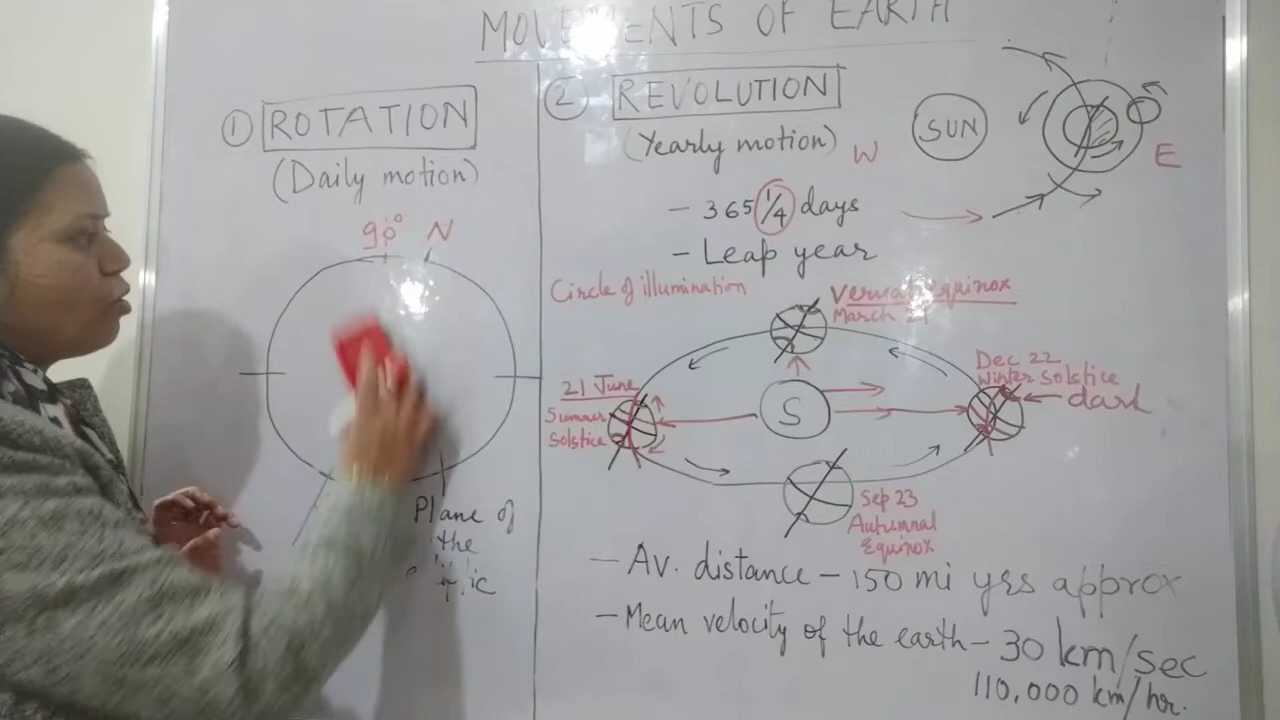 MOVEMENTS OF EARTH
① ROTATION
(Daily motion)
90° N
Plane of
the
② REVOLUTION
(Yearly motion)
W
SUN
E
- 365 1/4 days
- Leap year
Circle of illumination
Vernal Equinox
March 21
Dec 22
Winter Solstice
dark
21 June
Summer
Solstice
S
Sep 23
Autumnal
Equinox
- Av. distance - 150 mi yrs approx
- Mean velocity of the earth - 30 km/sec
110,000 km/hr.